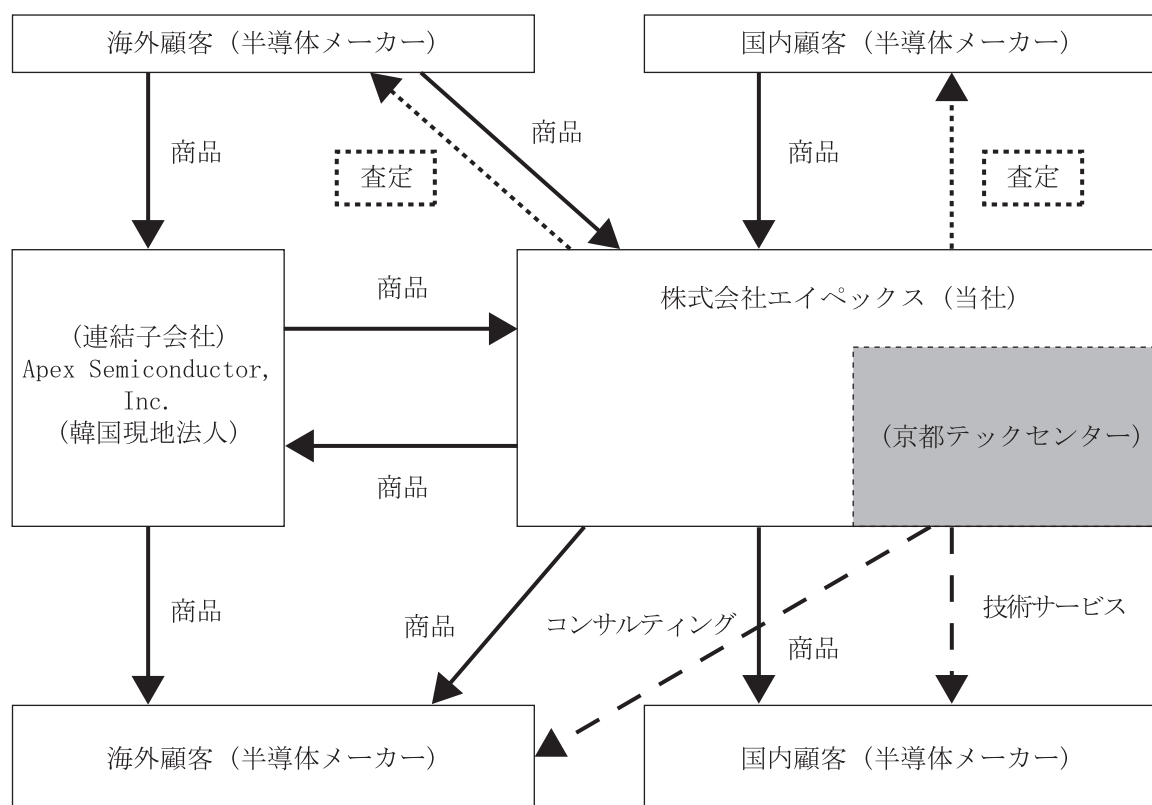 海外顧客（半導体メーカー）
国内顧客（半導体メーカー）
商品
査定
商品
商品
査定
商品
（連結子会社）
Apex Semiconductor,
Inc.
（韓国現地法人）
株式会社エイペックス（当社）
（京都テックセンター）
商品
商品
商品
コンサルティング
商品
技術サービス
海外顧客（半導体メーカー）
国内顧客（半導体メーカー）